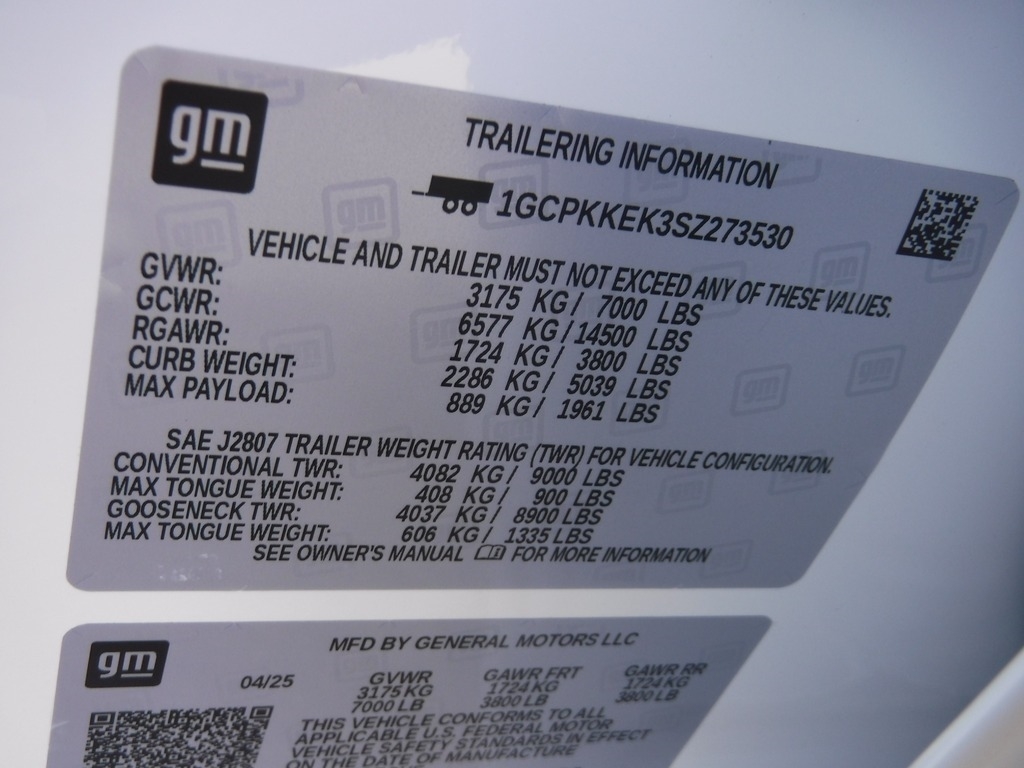 gm
TRAILERING INFORMATION
1GCPKKEK3SZ273530
VEHICLE AND TRAILER MUST NOT EXCEED ANY OF THESE VALUES.
GVWR: 3175 KG / 7000 LBS
GCWR: 6577 KG / 14500 LBS
RGAWR: 1724 KG / 3800 LBS
CURB WEIGHT: 2286 KG / 5039 LBS
MAX PAYLOAD: 889 KG / 1961 LBS
SAE J2807 TRAILER WEIGHT RATING (TWR) FOR VEHICLE CONFIGURATION.
CONVENTIONAL TWR: 4082 KG / 9000 LBS
MAX TONGUE WEIGHT: 408 KG / 900 LBS
GOOSENECK TWR: 4037 KG / 8900 LBS
MAX TONGUE WEIGHT: 606 KG / 1335 LBS
SEE OWNER'S MANUAL FOR MORE INFORMATION
gm
MFD BY GENERAL MOTORS LLC
04/25 GVWR GAWR FRT GAWR RR
3175 KG 1724 KG 1724 KG
7000 LB 3800 LB 3800 LB
THIS VEHICLE CONFORMS TO ALL
APPLICABLE U.S. FEDERAL MOTOR
VEHICLE SAFETY STANDARDS IN EFFECT
ON THE DATE OF MANUFACTURE